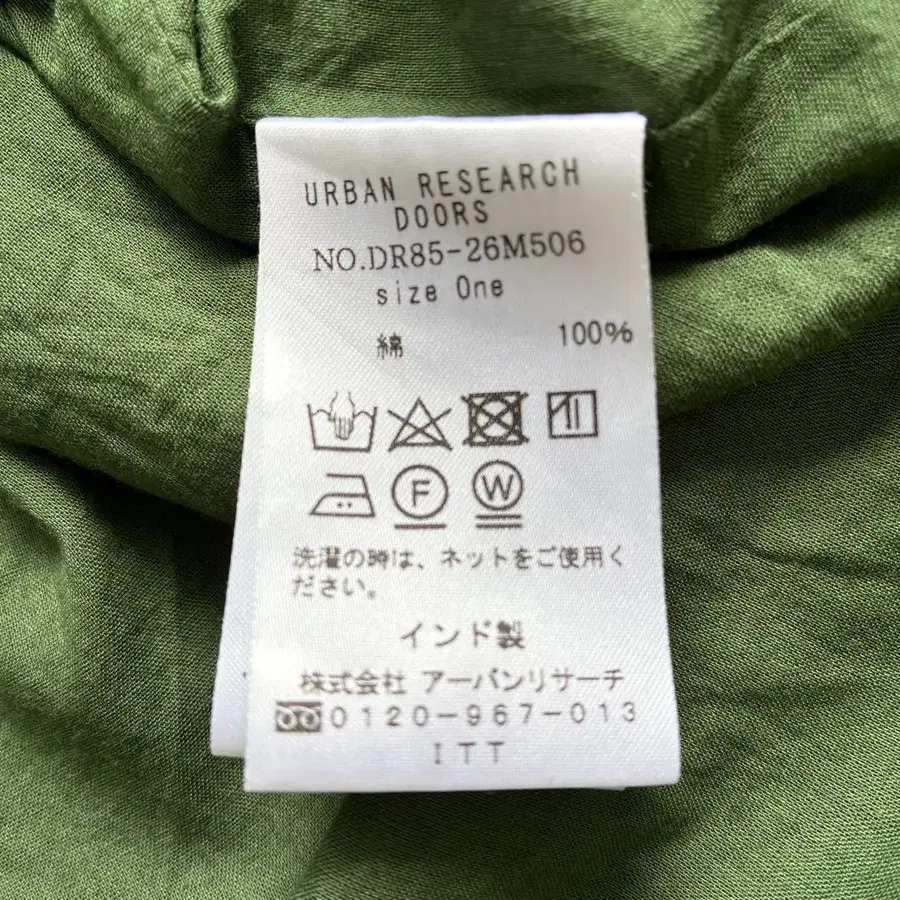 URBAN RESEARCH
DOORS
NO.DR85-26M506
size One
綿 100%
F W
洗濯の時は、ネットをご使用く
ださい。
インド製
株式会社 アーバンリサーチ
0120-967-013
ITT